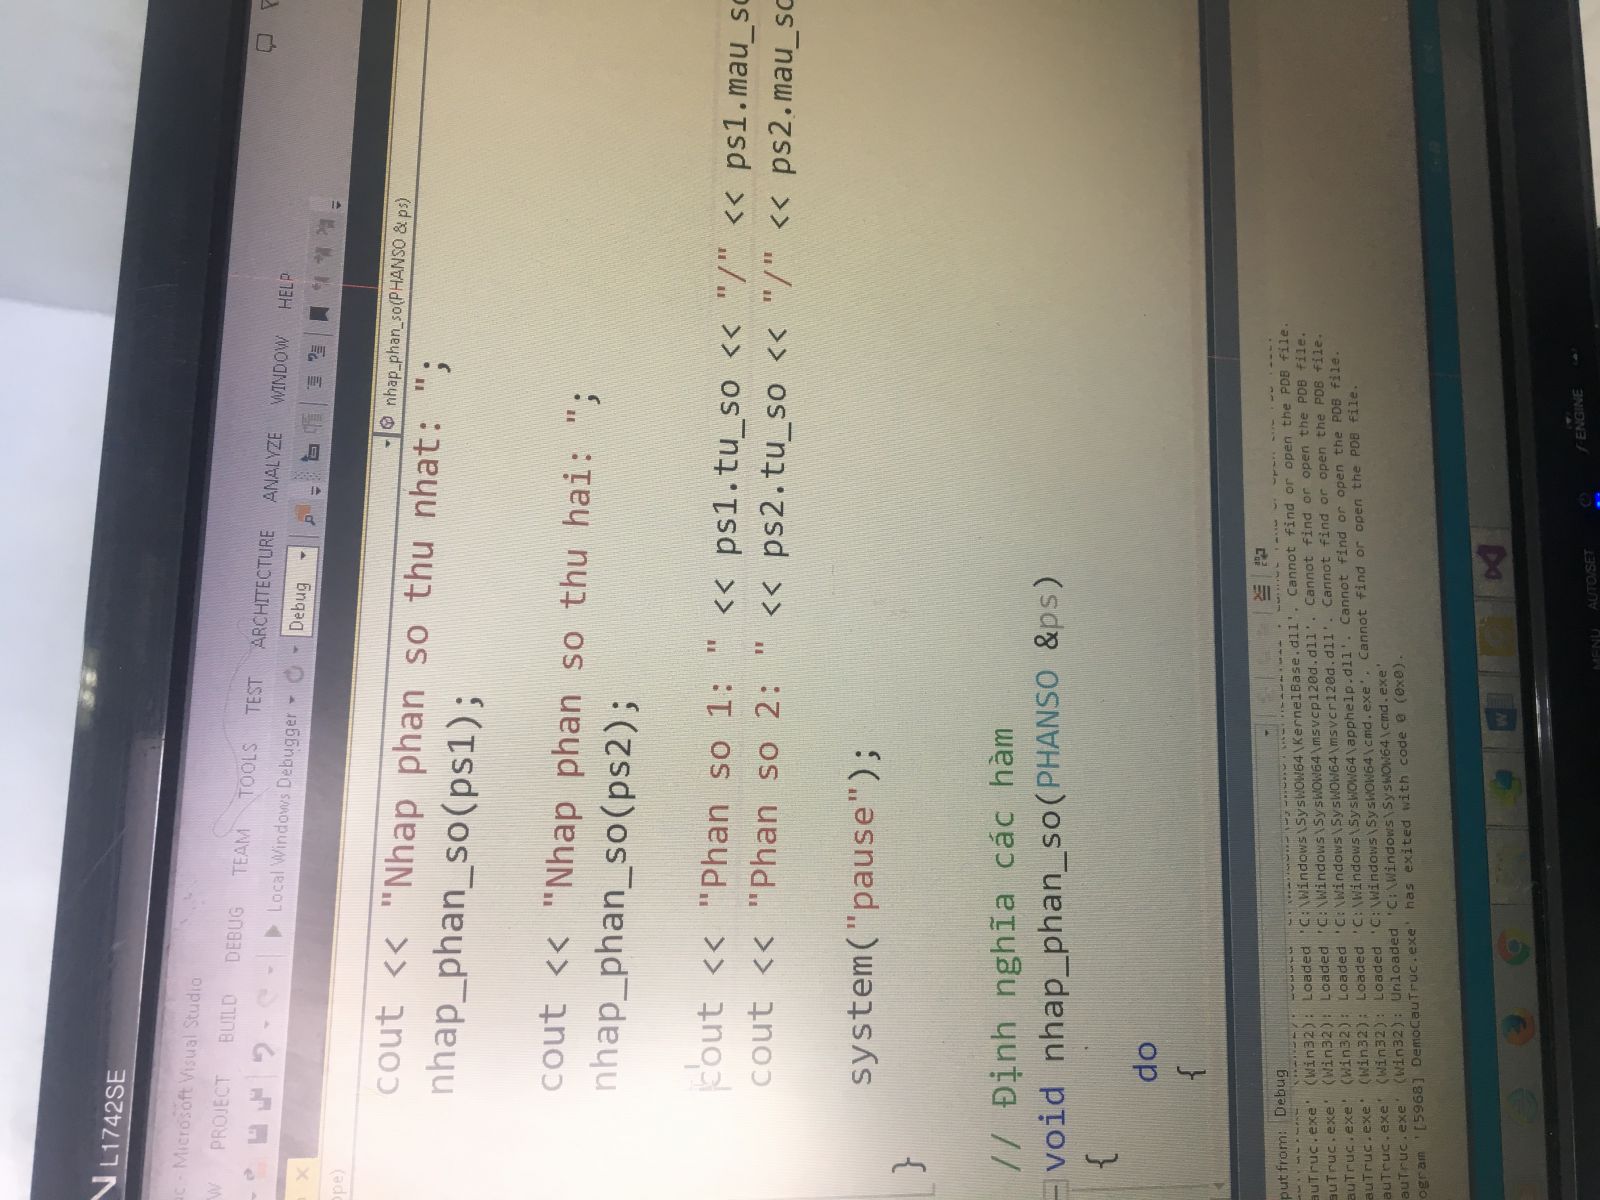 L1742SE
- Microsoft Visual Studio
PROJECT BUILD DEBUG TEAM TOOLS TEST ARCHITECTURE ANALYZE WINDOW HELP
Local Windows Debugger Debug
nhap_phan_so(PHANSO &ps)
cout << "Nhap phan so thu nhat: ";
nhap_phan_so(ps1);
cout << "Nhap phan so thu hai: ";
nhap_phan_so(ps2);
cout << "Phan so 1: " << ps1.tu_so << "/" << ps1.mau_so
cout << "Phan so 2: " << ps2.tu_so << "/" << ps2.mau_so
system("pause");
}
// Định nghĩa các hàm
void nhap_phan_so(PHANSO &ps)
{
do
{
put from: Debug
auTruc.exe' (Win32): Loaded 'C:\Windows\SysWOW64\KernelBase.dll'. Cannot find or open the PDB file.
auTruc.exe' (Win32): Loaded 'C:\Windows\SysWOW64\msvcp120d.dll'. Cannot find or open the PDB file.
auTruc.exe' (Win32): Loaded 'C:\Windows\SysWOW64\msvcr120d.dll'. Cannot find or open the PDB file.
auTruc.exe' (Win32): Loaded 'C:\Windows\SysWOW64\apphelp.dll'. Cannot find or open the PDB file.
auTruc.exe' (Win32): Loaded 'C:\Windows\SysWOW64\cmd.exe'. Cannot find or open the PDB file.
auTruc.exe' (Win32): Unloaded 'C:\Windows\SysWOW64\cmd.exe'
ogram '[5968] DemoCauTruc.exe' has exited with code 0 (0x0).
MENU AUTO/SET ENGINE